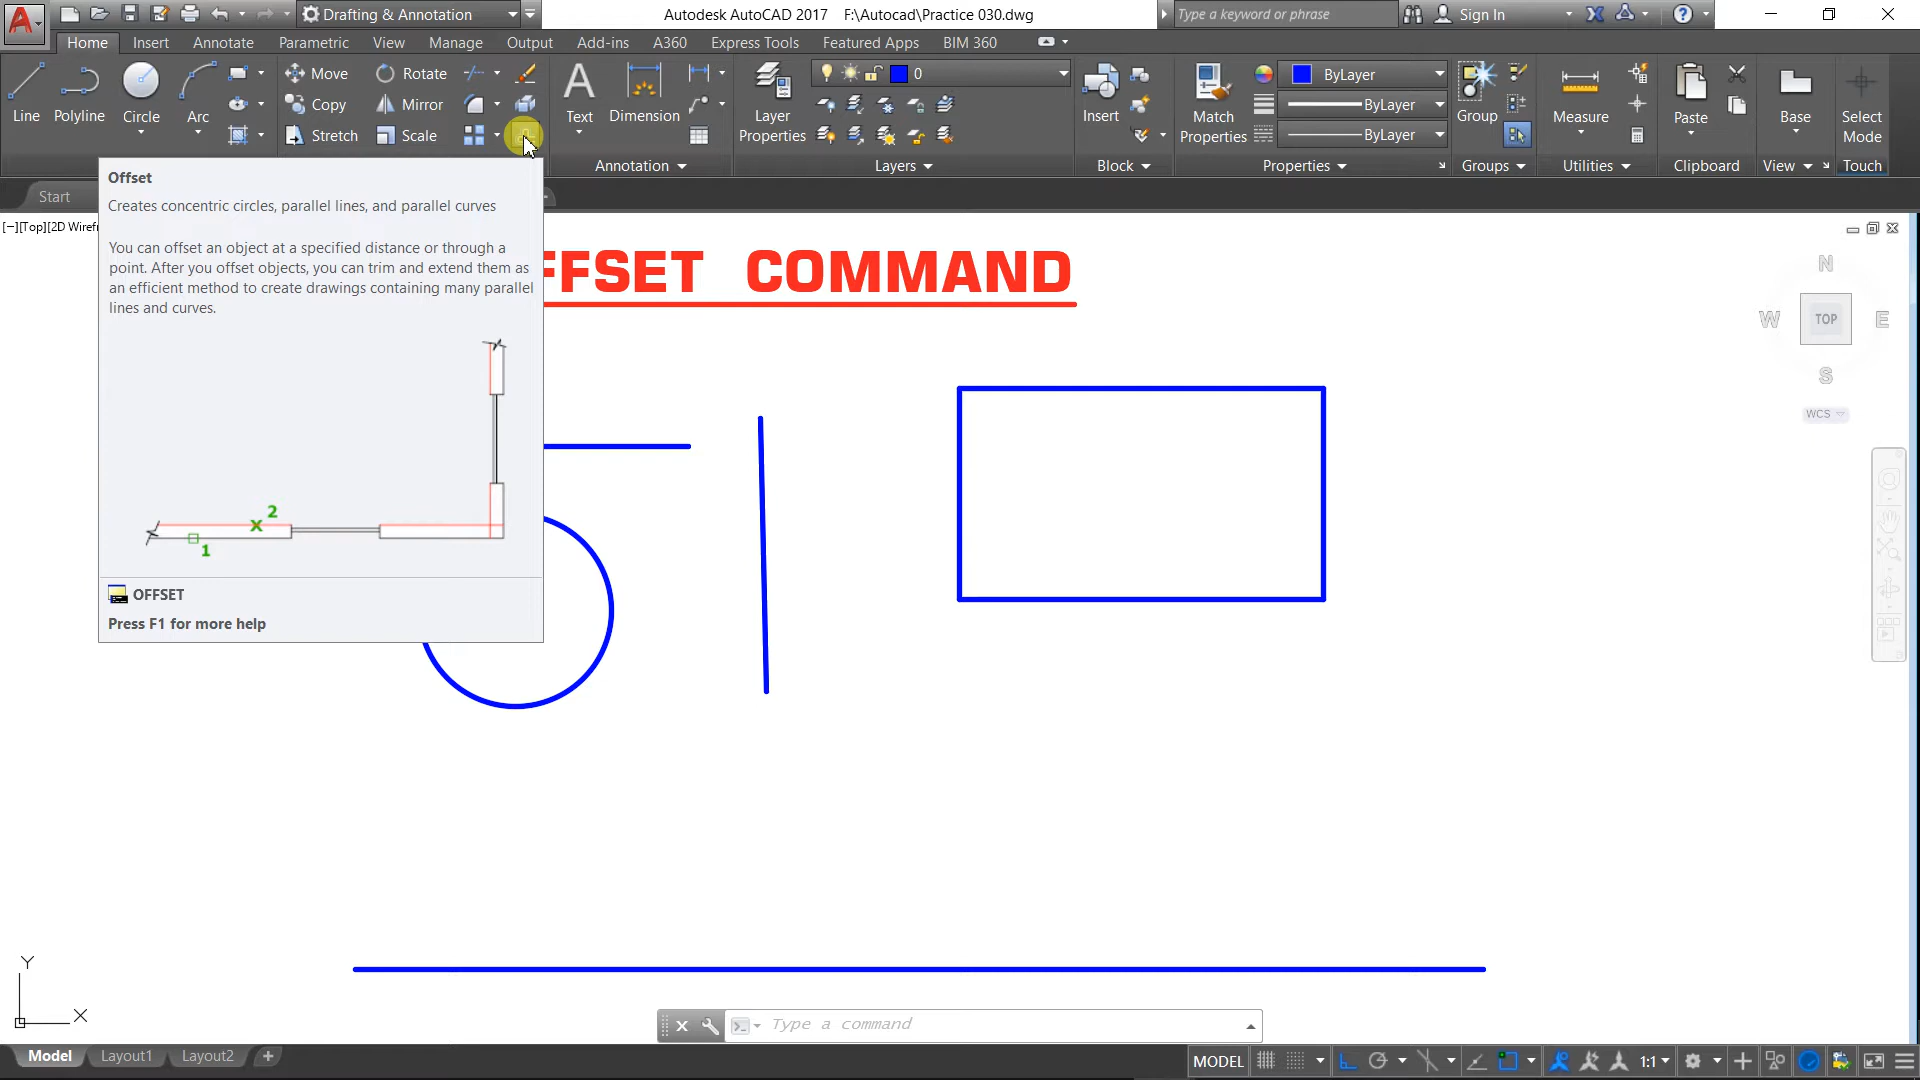 Drafting & Annotation
Autodesk AutoCAD 2017 F:\Autocad\Practice 030.dwg
Type a keyword or phrase
Sign In
Home Insert Annotate Parametric View Manage Output Add-ins A360 Express Tools Featured Apps BIM 360
Line Polyline Circle Arc
Move Rotate
Copy Mirror
Stretch Scale
Text Dimension
Layer Properties
0
Insert
Match Properties
ByLayer
ByLayer
ByLayer
Group Measure Paste Base
Select Mode
Annotation Layers Block Properties Groups Utilities Clipboard View Touch
Start
[−][Top][2D Wiref
FFSET COMMAND
Offset
Creates concentric circles, parallel lines, and parallel curves
You can offset an object at a specified distance or through a
point. After you offset objects, you can trim and extend them as
an efficient method to create drawings containing many parallel
lines and curves.
2
1
OFFSET
Press F1 for more help
N
W TOP E
S
WCS
Y
X
Type a command
Model Layout1 Layout2 +
MODEL 1:1